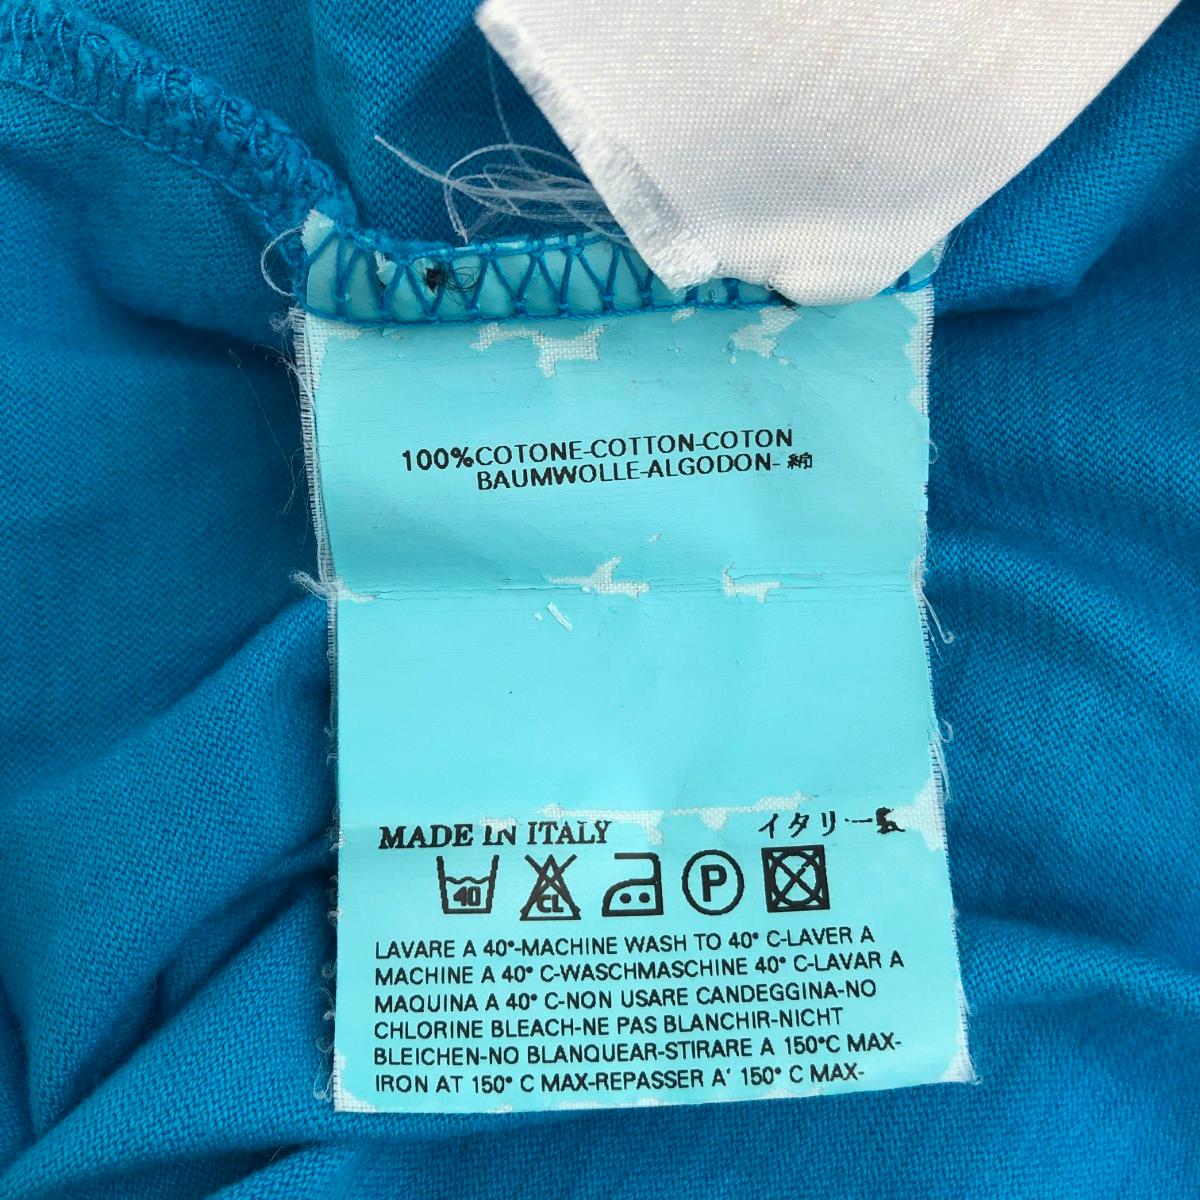 100%COTONE-COTTON-COTON
BAUMWOLLE-ALGODON- 綿
MADE IN ITALY
イタリー
40 CL P
LAVARE A 40°-MACHINE WASH TO 40° C-LAVER A
MACHINE A 40° C-WASCHMASCHINE 40° C-LAVAR A
MAQUINA A 40° C-NON USARE CANDEGGINA-NO
CHLORINE BLEACH-NE PAS BLANCHIR-NICHT
BLEICHEN-NO BLANQUEAR-STIRARE A 150°C MAX-
IRON AT 150° C MAX-REPASSER A' 150° C MAX-